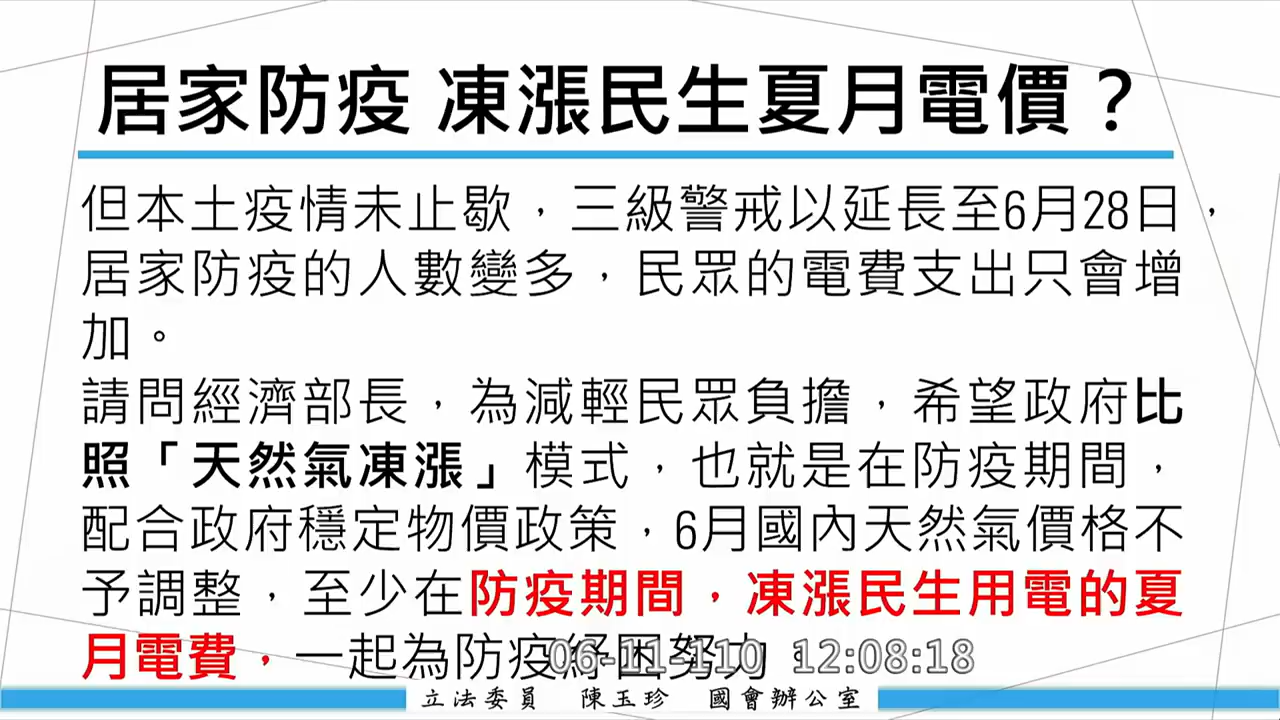 居家防疫 凍漲民生夏月電價？
但本土疫情未止歇，三級警戒以延長至6月28日，
居家防疫的人數變多，民眾的電費支出只會增
加。
請問經濟部長，為減輕民眾負擔，希望政府比
照「天然氣凍漲」模式，也就是在防疫期間，
配合政府穩定物價政策，6月國內天然氣價格不
予調整，至少在防疫期間，凍漲民生用電的夏
月電費，一起為防疫紓困努力
06-11-110 12:08:18
立法委員 陳玉珍 國會辦公室